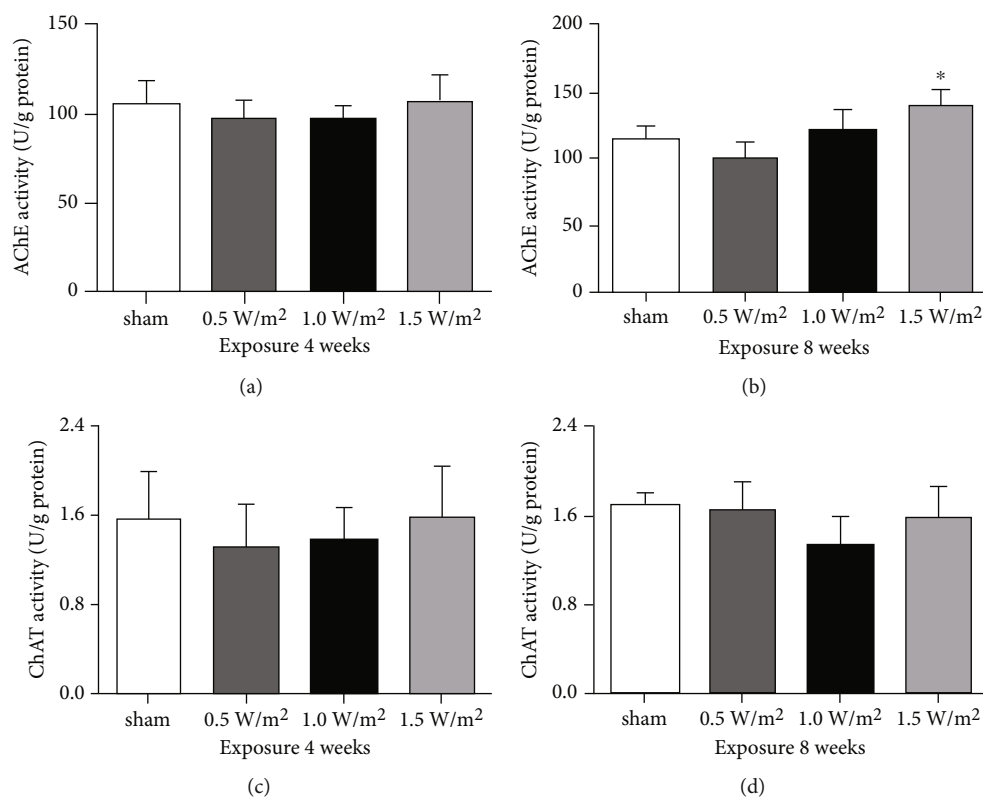 150
100
50
0
AChE activity (U/g protein)
sham
0.5 W/m²
1.0 W/m²
1.5 W/m²
Exposure 4 weeks
(a)
200
150
100
50
0
AChE activity (U/g protein)
*
sham
0.5 W/m²
1.0 W/m²
1.5 W/m²
Exposure 8 weeks
(b)
2.4
1.6
0.8
0.0
ChAT activity (U/g protein)
sham
0.5 W/m²
1.0 W/m²
1.5 W/m²
Exposure 4 weeks
(c)
2.4
1.6
0.8
0.0
ChAT activity (U/g protein)
sham
0.5 W/m²
1.0 W/m²
1.5 W/m²
Exposure 8 weeks
(d)